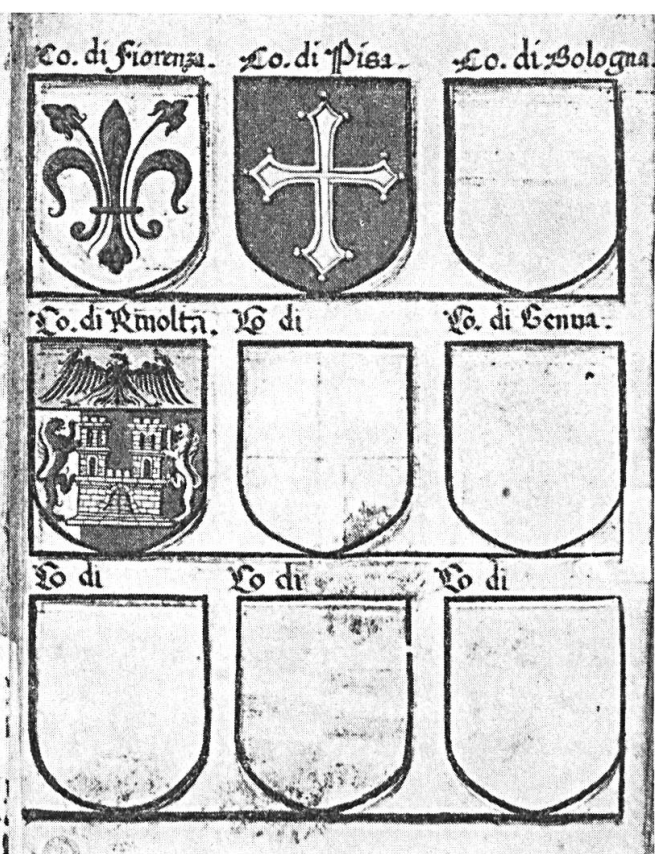 Co. di Fiorenza. Co. di Pisa. Co. di Bologna.
Co. di Rivolta. Co di Co. di Genua.
Co di Co di Co di